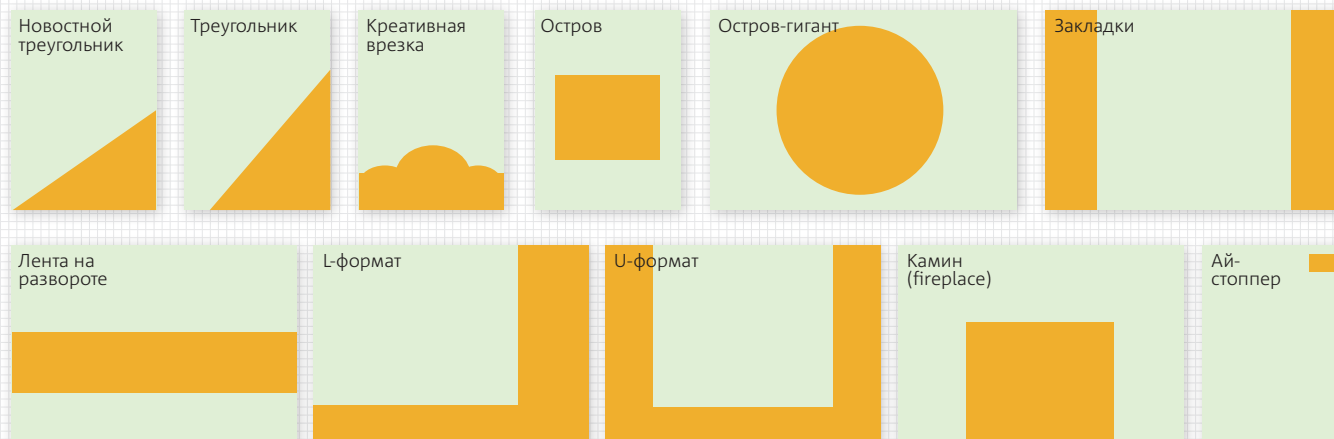 Новостной
треугольник
Треугольник
Креативная
врезка
Остров
Остров-гигант
Закладки
Лента на
развороте
L-формат
U-формат
Камин
(fireplace)
Ай-
стоппер